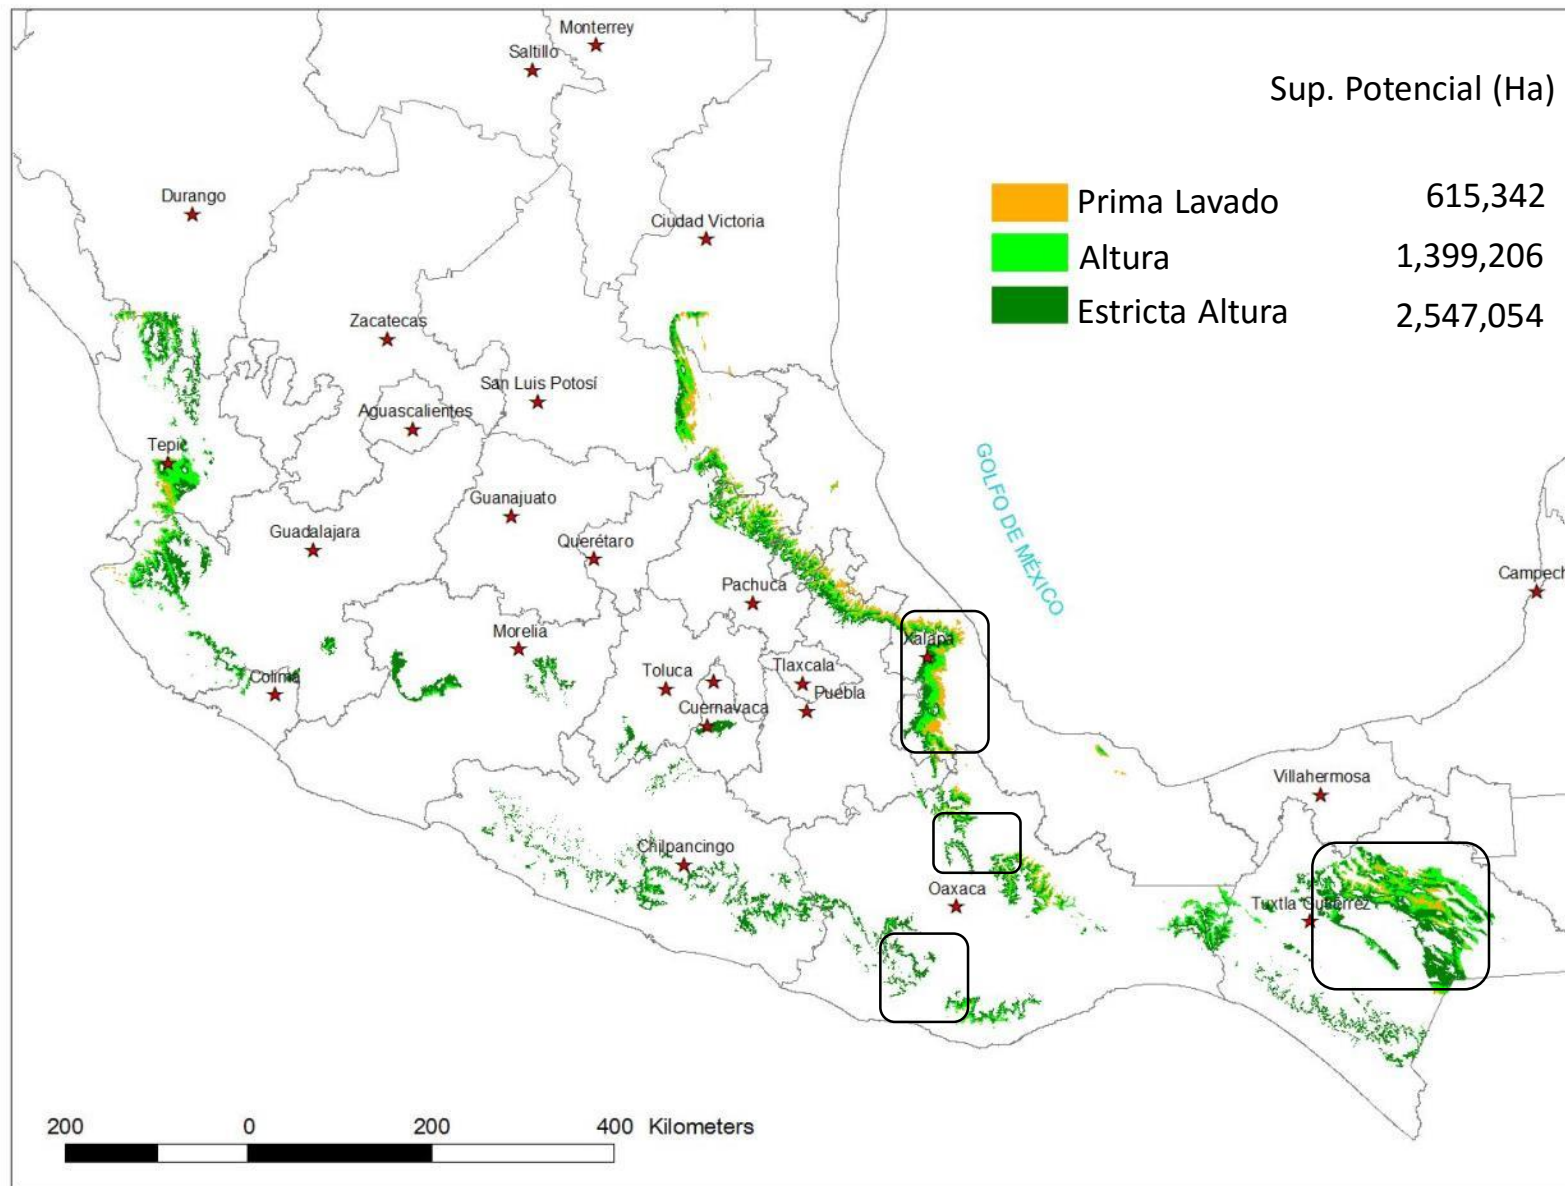 Monterrey
Saltillo
Sup. Potencial (Ha)
Durango
Ciudad Victoria
Prima Lavado 615,342
Altura 1,399,206
Estricta Altura 2,547,054
Zacatecas
San Luis Potosí
Aguascalientes
Tepic
GOLFO DE MÉXICO
Guanajuato
Guadalajara
Querétaro
Pachuca
Campech
Morelia
Xalapa
Toluca
Tlaxcala
Colima
Puebla
Cuernavaca
Villahermosa
Chilpancingo
Oaxaca
Tuxtla Gutiérrez
200 0 200 400 Kilometers